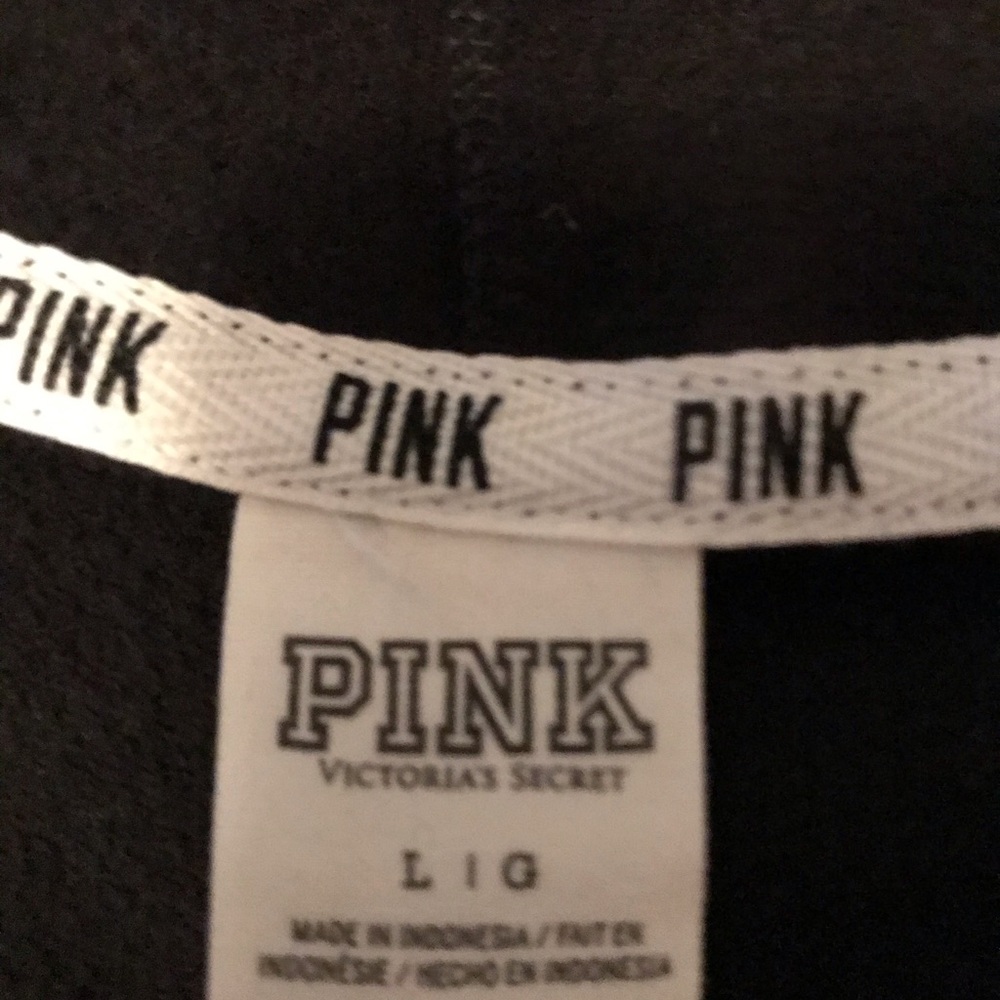 PINK PINK PINK
PINK
VICTORIA'S SECRET
L | G
MADE IN INDONESIA / FAIT EN
INDONÉSIE / HECHO EN INDONESIA